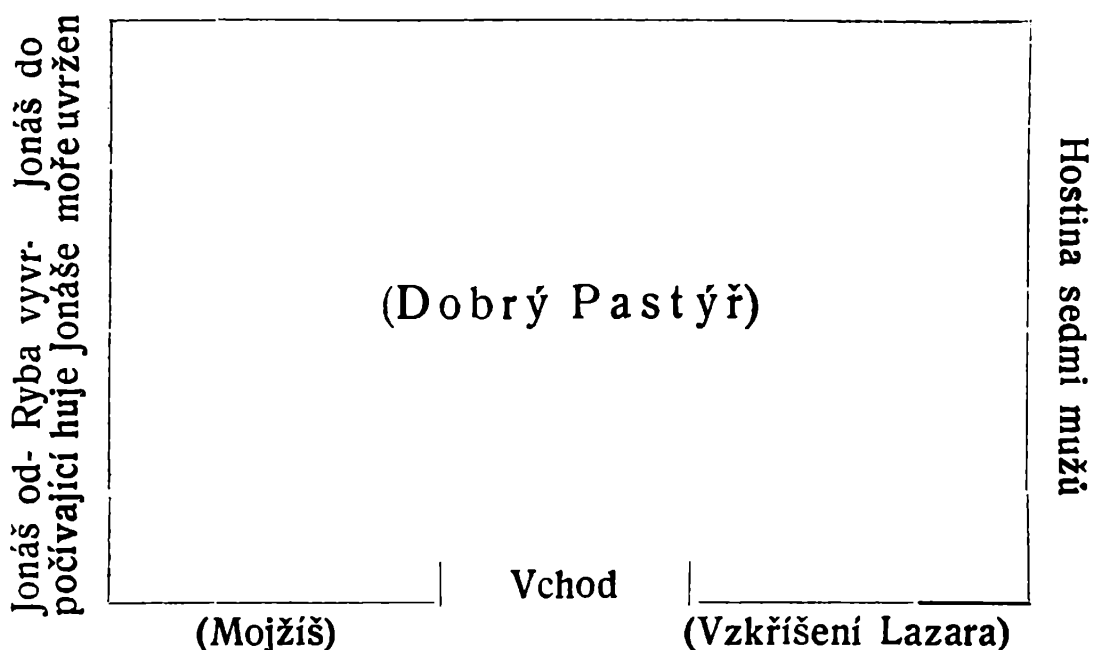 Jonáš od- Ryba vyvr- Jonáš do
počívající huje Jonáše moře uvržen
(Dobrý Pastýř)
Hostina sedmi mužů
Vchod
(Mojžíš) (Vzkříšení Lazara)